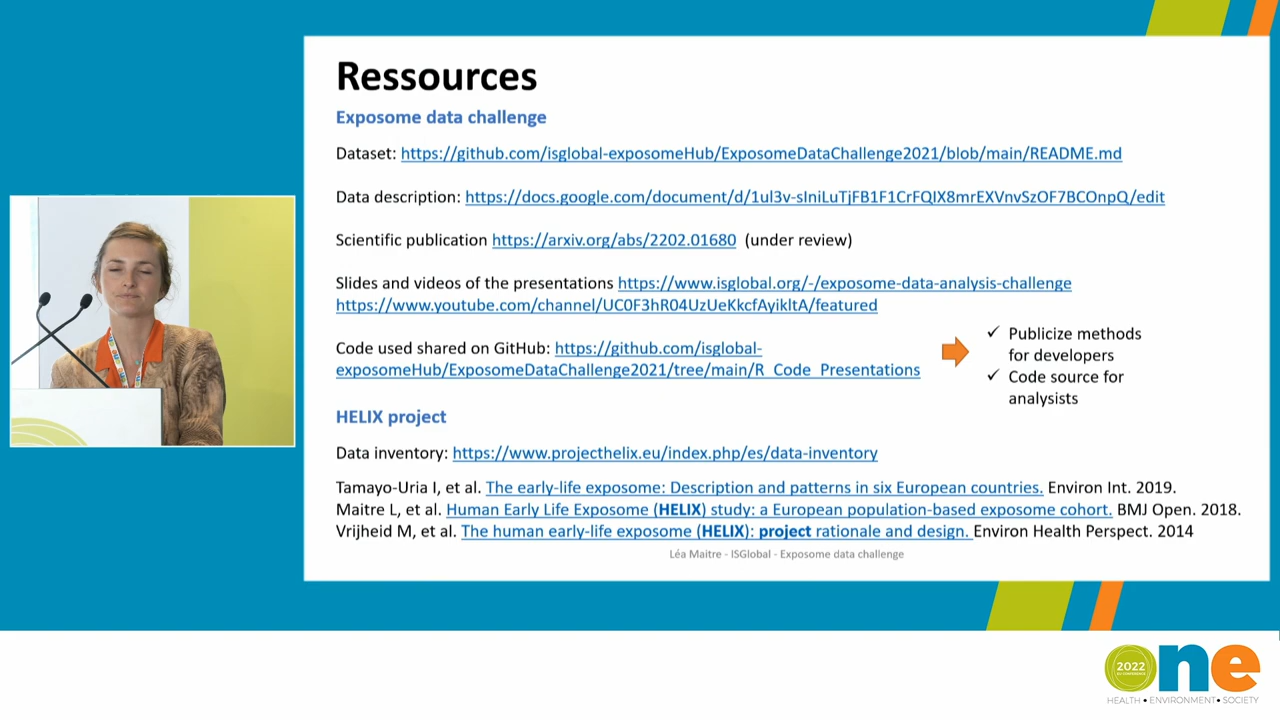 Ressources
Exposome data challenge
Dataset: https://github.com/isglobal-exposomeHub/ExposomeDataChallenge2021/blob/main/README.md
Data description: https://docs.google.com/document/d/1ul3v-sIniLuTjFB1F1CrFQIX8mrEXVnvSzOF7BCOnpQ/edit
Scientific publication https://arxiv.org/abs/2202.01680 (under review)
Slides and videos of the presentations https://www.isglobal.org/-/exposome-data-analysis-challenge
https://www.youtube.com/channel/UC0F3hR04UzUeKkcfAyikltA/featured
Code used shared on GitHub: https://github.com/isglobal-
exposomeHub/ExposomeDataChallenge2021/tree/main/R_Code_Presentations
✓ Publicize methods
for developers
✓ Code source for
analysists
HELIX project
Data inventory: https://www.projecthelix.eu/index.php/es/data-inventory
Tamayo-Uria I, et al. The early-life exposome: Description and patterns in six European countries. Environ Int. 2019.
Maitre L, et al. Human Early Life Exposome (HELIX) study: a European population-based exposome cohort. BMJ Open. 2018.
Vrijheid M, et al. The human early-life exposome (HELIX): project rationale and design. Environ Health Perspect. 2014
Léa Maitre - ISGlobal - Exposome data challenge
2022
one
HEALTH • ENVIRONMENT • SOCIETY